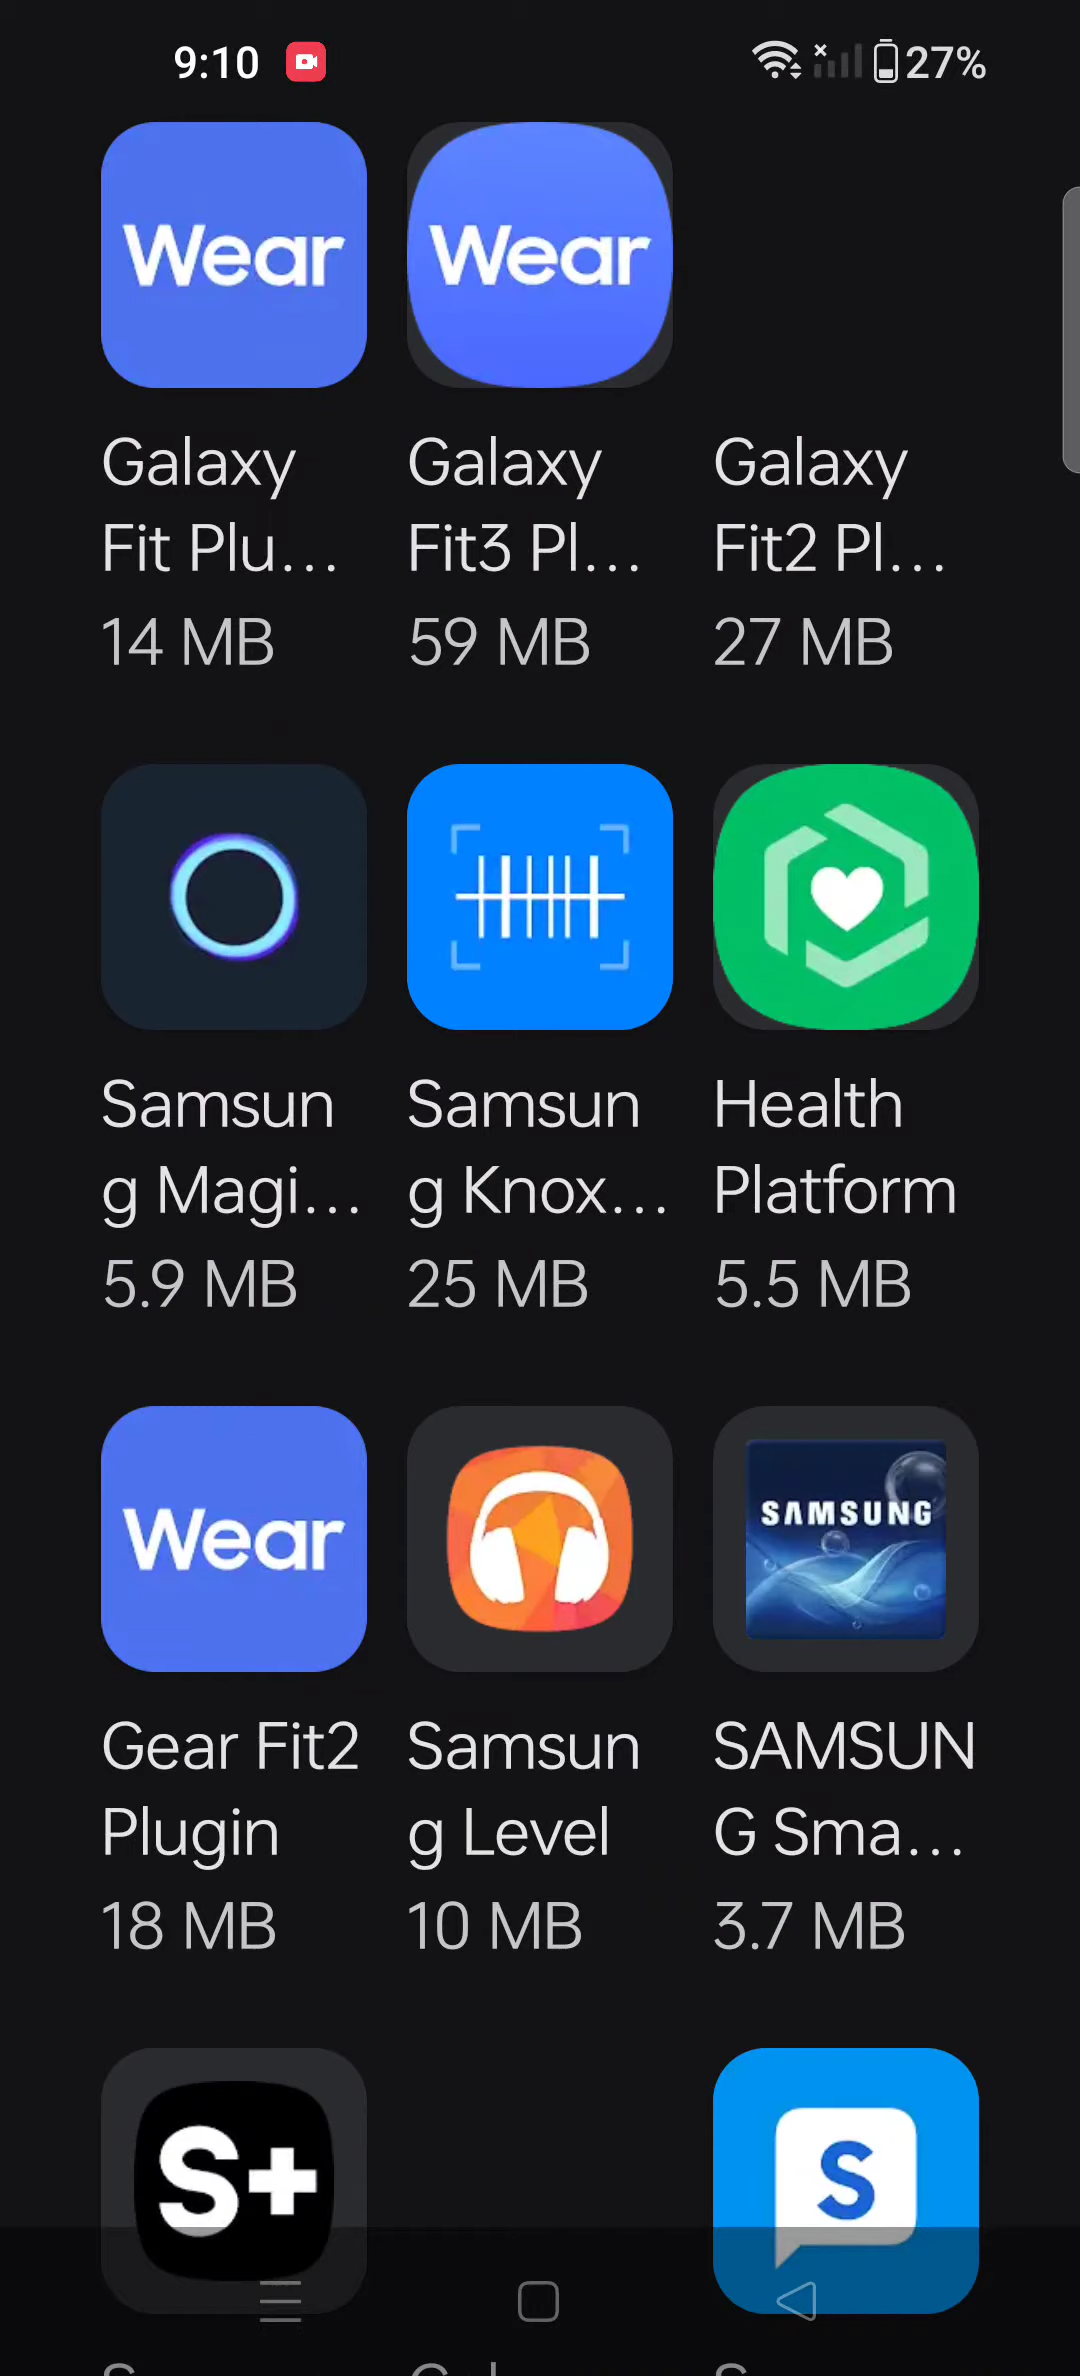 9:10
27%
Wear
Wear
Galaxy
Fit Plu...
14 MB
Galaxy
Fit3 Pl...
59 MB
Galaxy
Fit2 Pl...
27 MB
Samsun
g Magi...
5.9 MB
Samsun
g Knox...
25 MB
Health
Platform
5.5 MB
Wear
SAMSUNG
Gear Fit2
Plugin
18 MB
Samsun
g Level
10 MB
SAMSUN
G Sma...
3.7 MB
S+
S